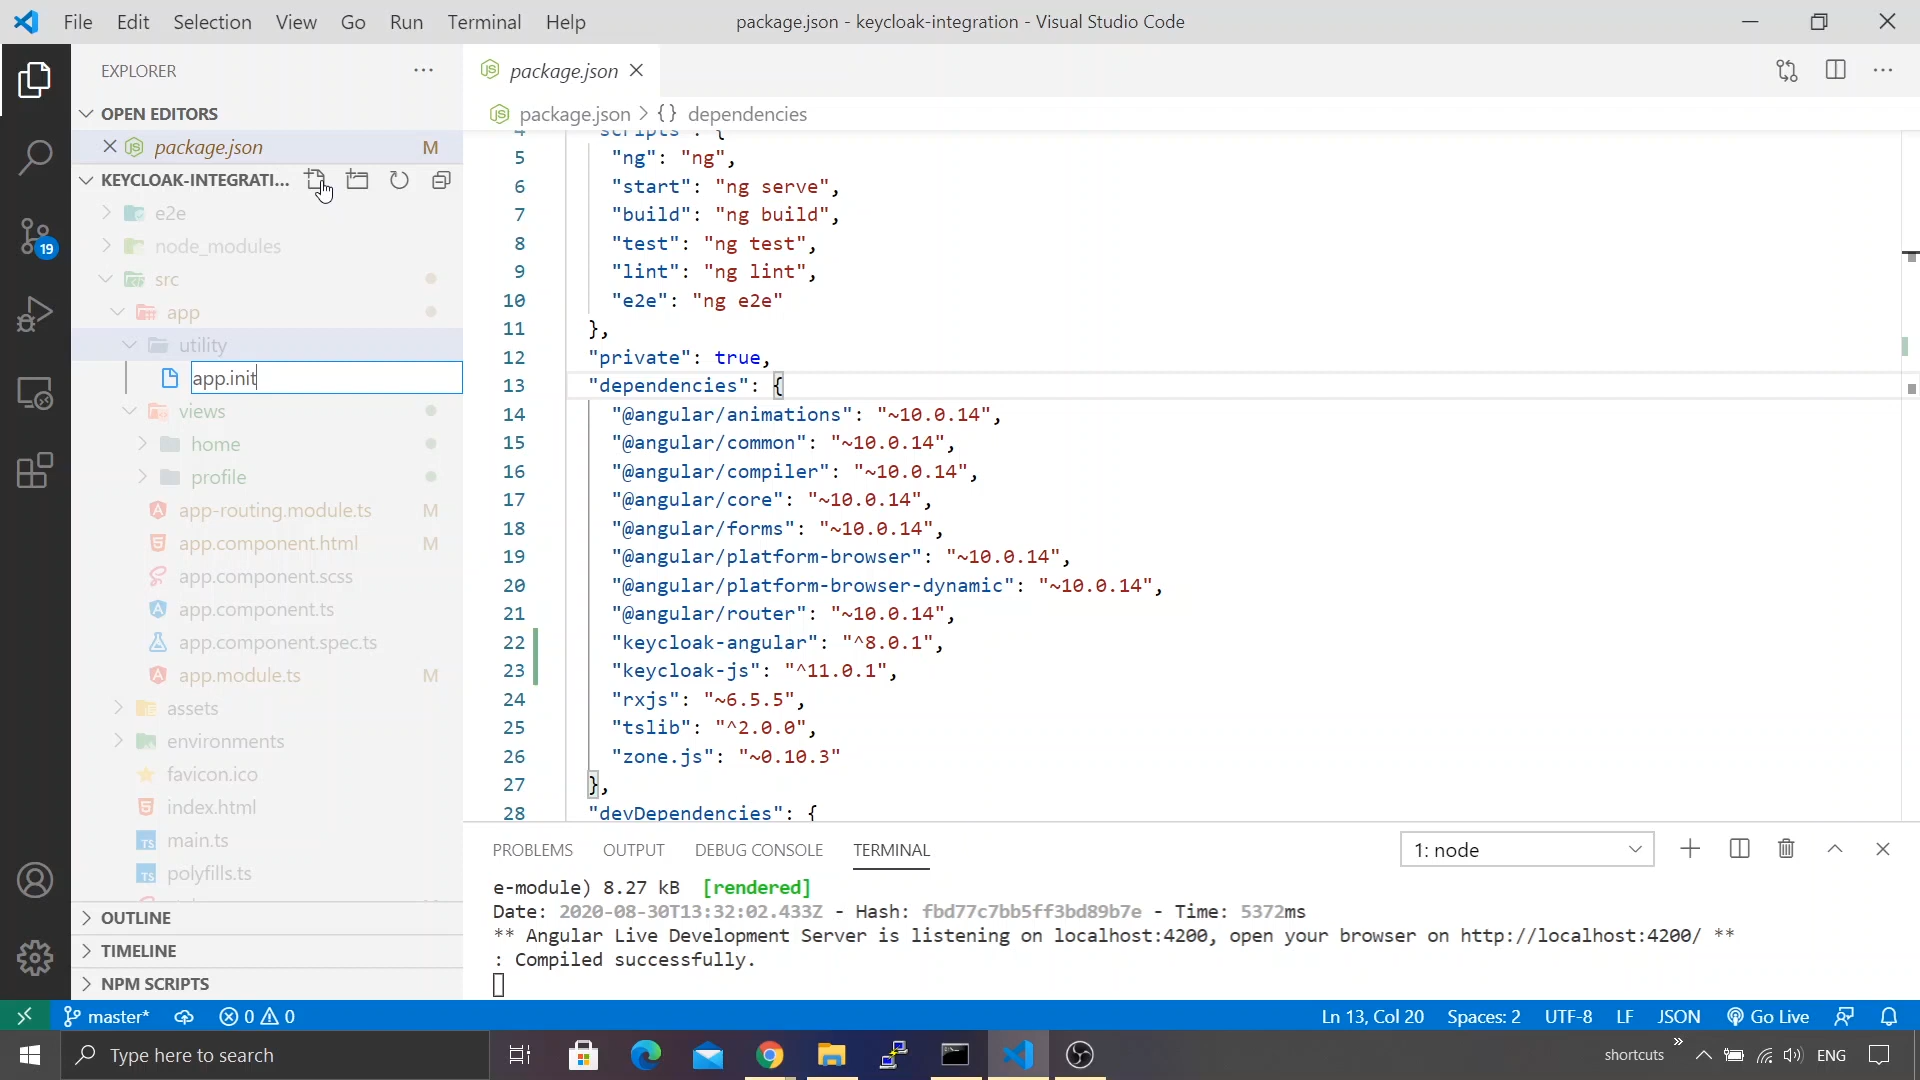 File Edit Selection View Go Run Terminal Help
package.json - keycloak-integration - Visual Studio Code
EXPLORER
OPEN EDITORS
package.json M
KEYCLOAK-INTEGRATI...
e2e
node_modules
src
app
utility
app.init
views
home
profile
app-routing.module.ts M
app.component.html M
app.component.scss
app.component.ts
app.component.spec.ts
app.module.ts M
assets
environments
favicon.ico
index.html
main.ts
polyfills.ts
OUTLINE
TIMELINE
NPM SCRIPTS
19
package.json
package.json > {} dependencies
4 "scripts": {
5 "ng": "ng",
6 "start": "ng serve",
7 "build": "ng build",
8 "test": "ng test",
9 "lint": "ng lint",
10 "e2e": "ng e2e"
11 },
12 "private": true,
13 "dependencies": {
14 "@angular/animations": "~10.0.14",
15 "@angular/common": "~10.0.14",
16 "@angular/compiler": "~10.0.14",
17 "@angular/core": "~10.0.14",
18 "@angular/forms": "~10.0.14",
19 "@angular/platform-browser": "~10.0.14",
20 "@angular/platform-browser-dynamic": "~10.0.14",
21 "@angular/router": "~10.0.14",
22 "keycloak-angular": "^8.0.1",
23 "keycloak-js": "^11.0.1",
24 "rxjs": "~6.5.5",
25 "tslib": "^2.0.0",
26 "zone.js": "~0.10.3"
27 },
28 "devDependencies": {
PROBLEMS OUTPUT DEBUG CONSOLE TERMINAL 1: node
e-module) 8.27 kB [rendered]
Date: 2020-08-30T13:32:02.433Z - Hash: fbd77c7bb5ff3bd89b7e - Time: 5372ms
** Angular Live Development Server is listening on localhost:4200, open your browser on http://localhost:4200/ **
: Compiled successfully.
master* 0 0 Ln 13, Col 20 Spaces: 2 UTF-8 LF JSON Go Live
Type here to search shortcuts » ENG